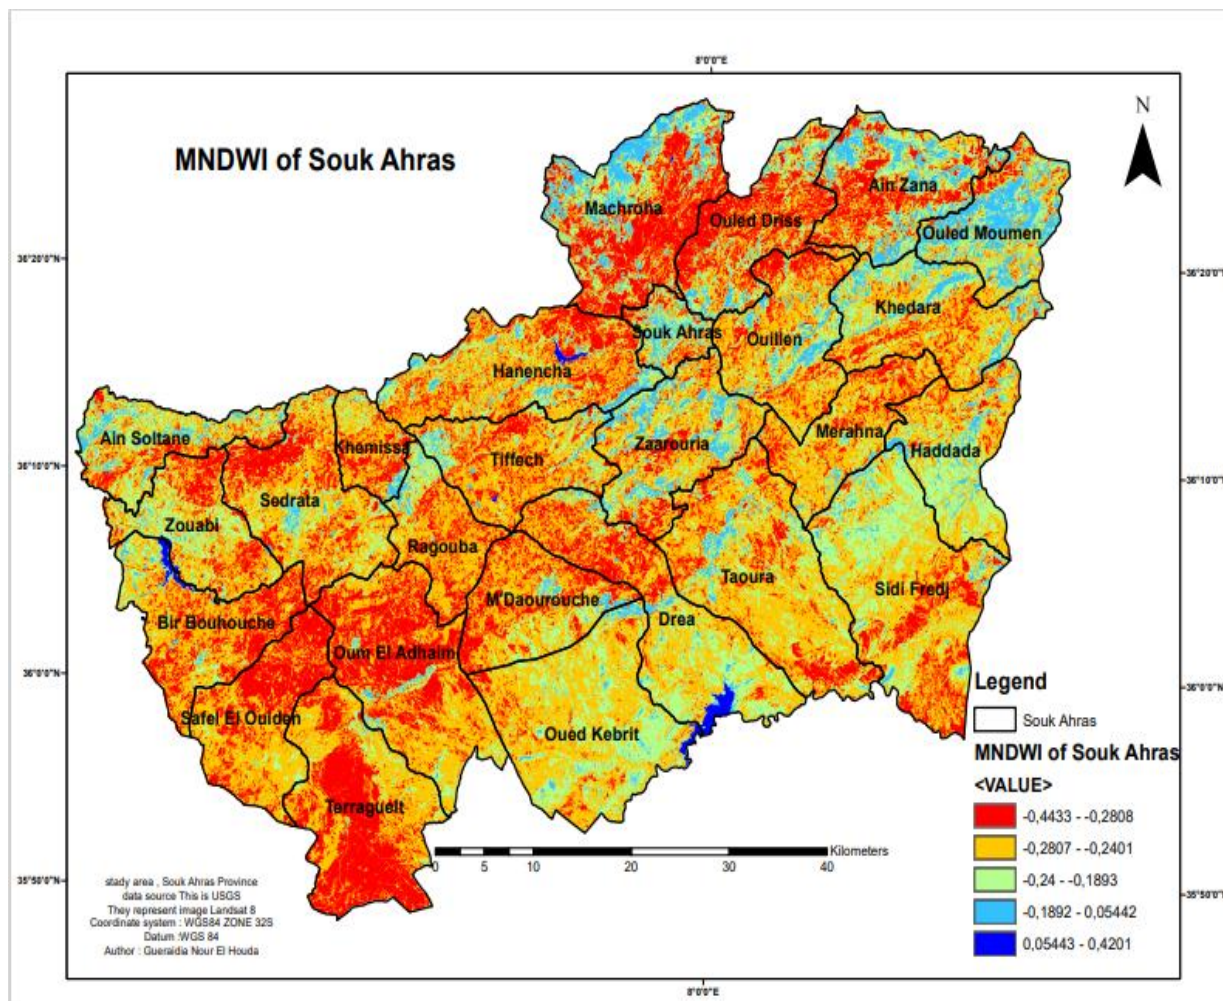 8°0'0"E
N
MNDWI of Souk Ahras
Ain Zana
Machroha
Ouled Driss
Ouled Moumen
36°20'0"N
36°20'0"N
Khedara
Souk Ahras
Ouillen
Hanencha
Ain Soltane
Khemissa
Zaarouria
Merahna
Haddada
Tiffech
36°10'0"N
36°10'0"N
Sedrata
Zouabi
Ragouba
Taoura
Sidi Fredj
M'Daourouche
Drea
Bir Bouhouche
Oum El Adhaim
36°0'0"N
36°0'0"N
Safel El Ouiden
Oued Kebrit
Terraguelt
Legend
Souk Ahras
MNDWI of Souk Ahras
<VALUE>
-0,4433 - -0,2808
-0,2807 - -0,2401
-0,24 - -0,1893
-0,1892 - 0,05442
0,05443 - 0,4201
Kilometers
0 5 10 20 30 40
35°50'0"N
35°50'0"N
study area , Souk Ahras Province
data source This is USGS
They represent image Landsat 8
Coordinate system : WGS84 ZONE 32S
Datum :WGS 84
Author : Gueraidia Nour El Houda
8°0'0"E